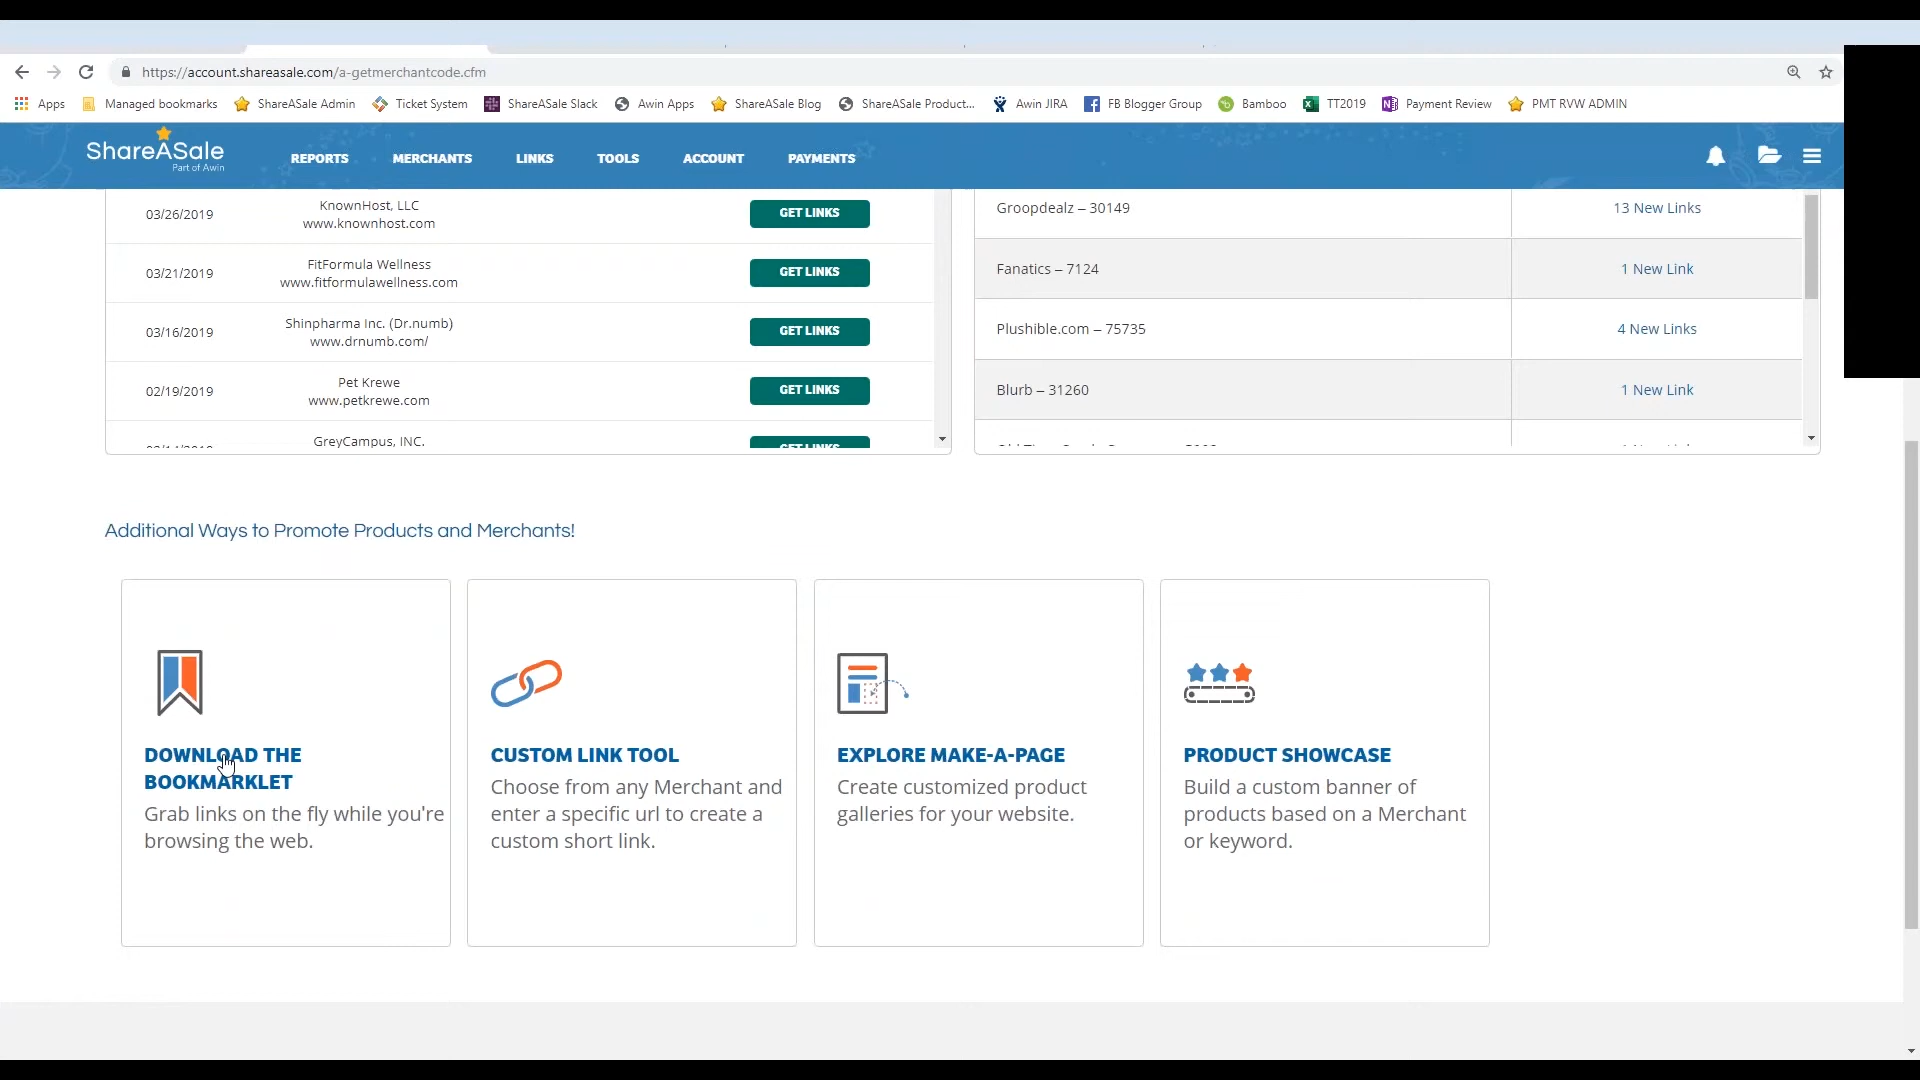 https://account.shareasale.com/a-getmerchantcode.cfm
Apps Managed bookmarks ShareASale Admin Ticket System ShareASale Slack Awin Apps ShareASale Blog ShareASale Product... Awin JIRA FB Blogger Group Bamboo TT2019 Payment Review PMT RVW ADMIN
ShareASale
Part of Awin
REPORTS MERCHANTS LINKS TOOLS ACCOUNT PAYMENTS
03/26/2019
KnownHost, LLC
www.knownhost.com
GET LINKS
03/21/2019
FitFormula Wellness
www.fitformulawellness.com
GET LINKS
03/16/2019
Shinpharma Inc. (Dr.numb)
www.drnumb.com/
GET LINKS
02/19/2019
Pet Krewe
www.petkrewe.com
GET LINKS
GreyCampus, INC.
GET LINKS
Groopdealz – 30149 13 New Links
Fanatics – 7124 1 New Link
Plushible.com – 75735 4 New Links
Blurb – 31260 1 New Link
Additional Ways to Promote Products and Merchants!
DOWNLOAD THE
BOOKMARKLET
Grab links on the fly while you're
browsing the web.
CUSTOM LINK TOOL
Choose from any Merchant and
enter a specific url to create a
custom short link.
EXPLORE MAKE-A-PAGE
Create customized product
galleries for your website.
PRODUCT SHOWCASE
Build a custom banner of
products based on a Merchant
or keyword.